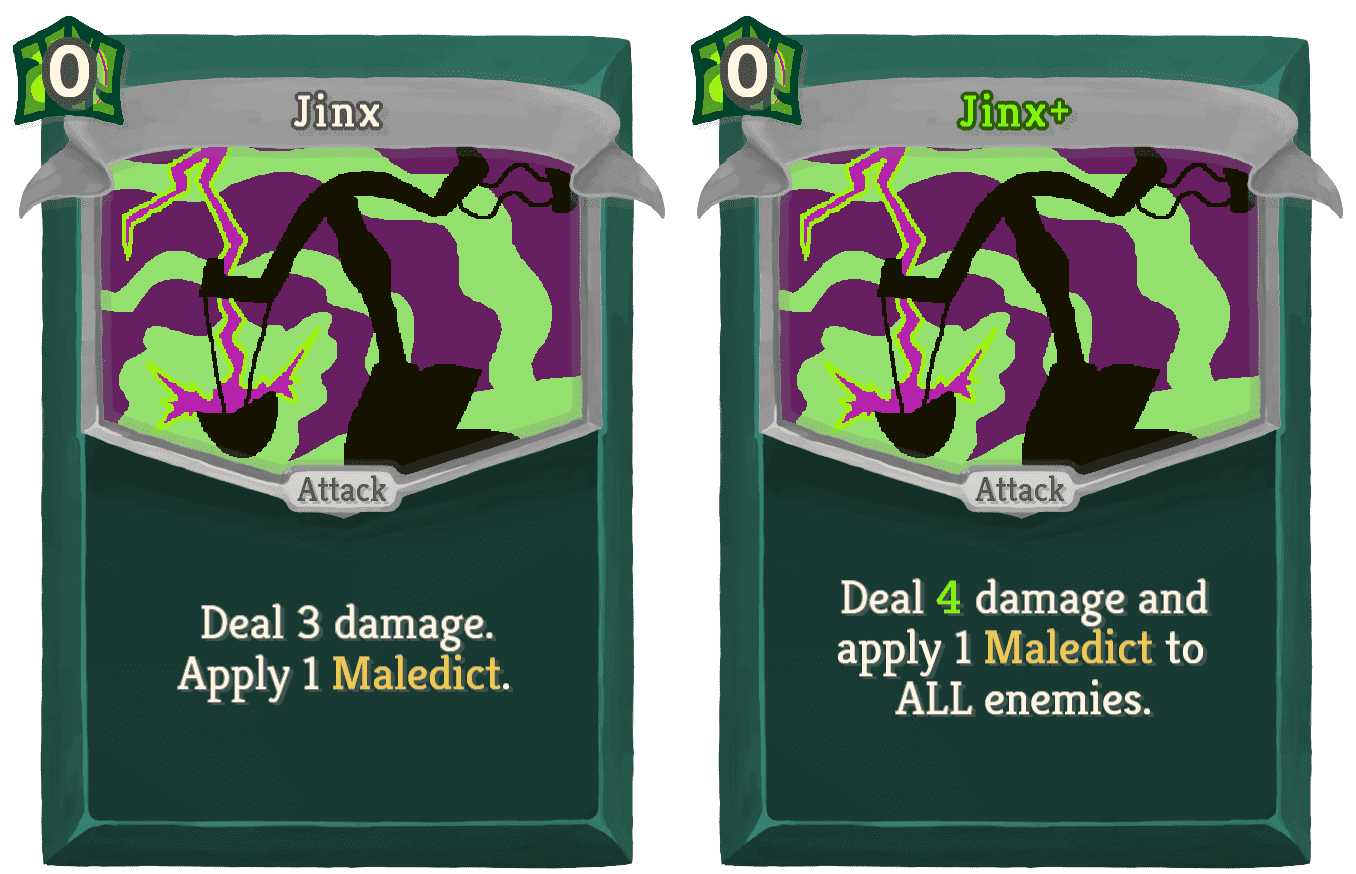 0
Jinx
Attack
Deal 3 damage.
Apply 1 Maledict.
0
Jinx+
Attack
Deal 4 damage and
apply 1 Maledict to
ALL enemies.